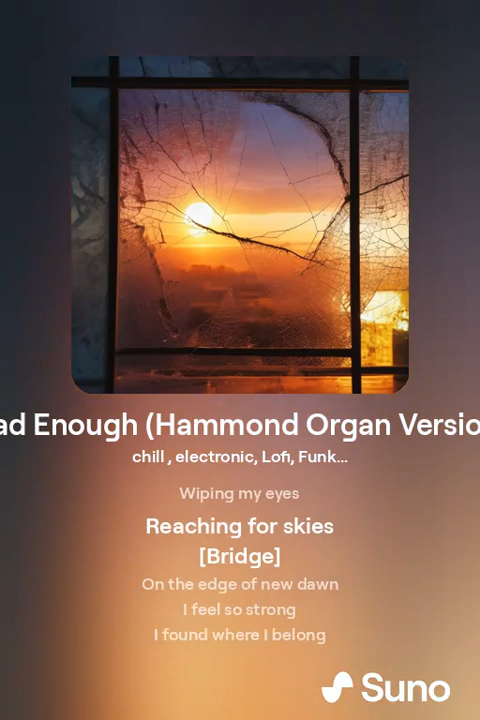 ad Enough (Hammond Organ Versio
chill , electronic, Lofi, Funk...
Wiping my eyes
Reaching for skies
[Bridge]
On the edge of new dawn
I feel so strong
I found where I belong
Suno